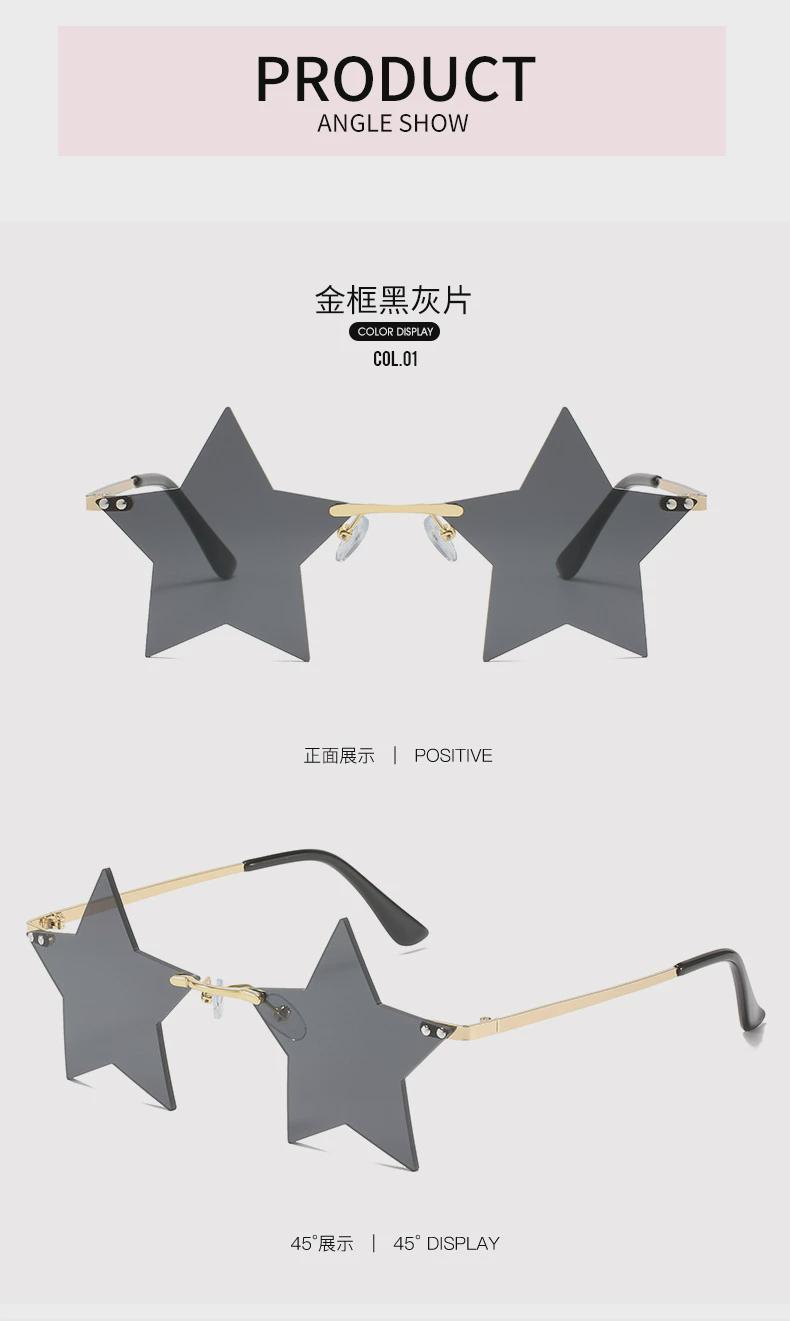 PRODUCT
ANGLE SHOW
金框黑灰片
COLOR DISPLAY
COL.01
正面展示 | POSITIVE
45°展示 | 45° DISPLAY